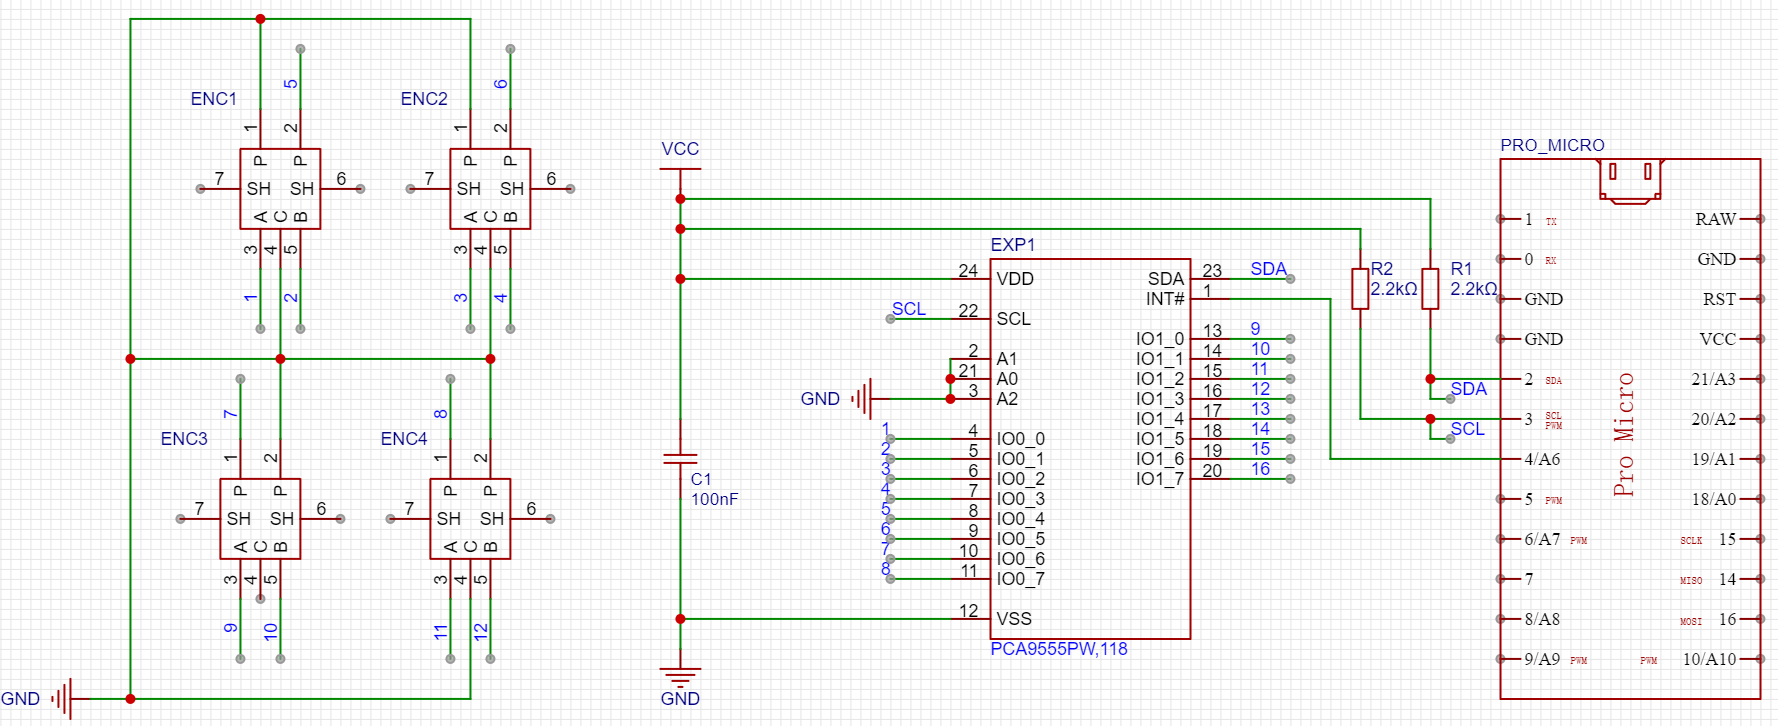 ENC1
5
1
2
P
P
7
SH
SH
6
A
C
B
3
4
5
1
2
ENC2
6
1
2
P
P
7
SH
SH
6
A
C
B
3
4
5
3
4
ENC3
7
1
2
P
P
7
SH
SH
6
A
C
B
3
4
5
9
10
ENC4
8
1
2
P
P
7
SH
SH
6
A
C
B
3
4
5
11
12
GND
VCC
C1
100nF
GND
EXP1
24 VDD
SCL 22 SCL
2 A1
21 A0
GND 3 A2
1 4 IO0_0
2 5 IO0_1
3 6 IO0_2
4 7 IO0_3
5 8 IO0_4
6 9 IO0_5
7 10 IO0_6
8 11 IO0_7
12 VSS
SDA 23 SDA
INT# 1
IO1_0 13 9
IO1_1 14 10
IO1_2 15 11
IO1_3 16 12
IO1_4 17 13
IO1_5 18 14
IO1_6 19 15
IO1_7 20 16
PCA9555PW,118
R2
2.2kΩ
R1
2.2kΩ
SDA
SCL
PRO_MICRO
1 TX
0 RX
GND
GND
2 SDA
3 SCL PWM
4/A6
5 PWM
6/A7 PWM
7
8/A8
9/A9 PWM
Pro Micro
RAW
GND
RST
VCC
21/A3
20/A2
19/A1
18/A0
SCLK 15
MISO 14
MOSI 16
PWM 10/A10